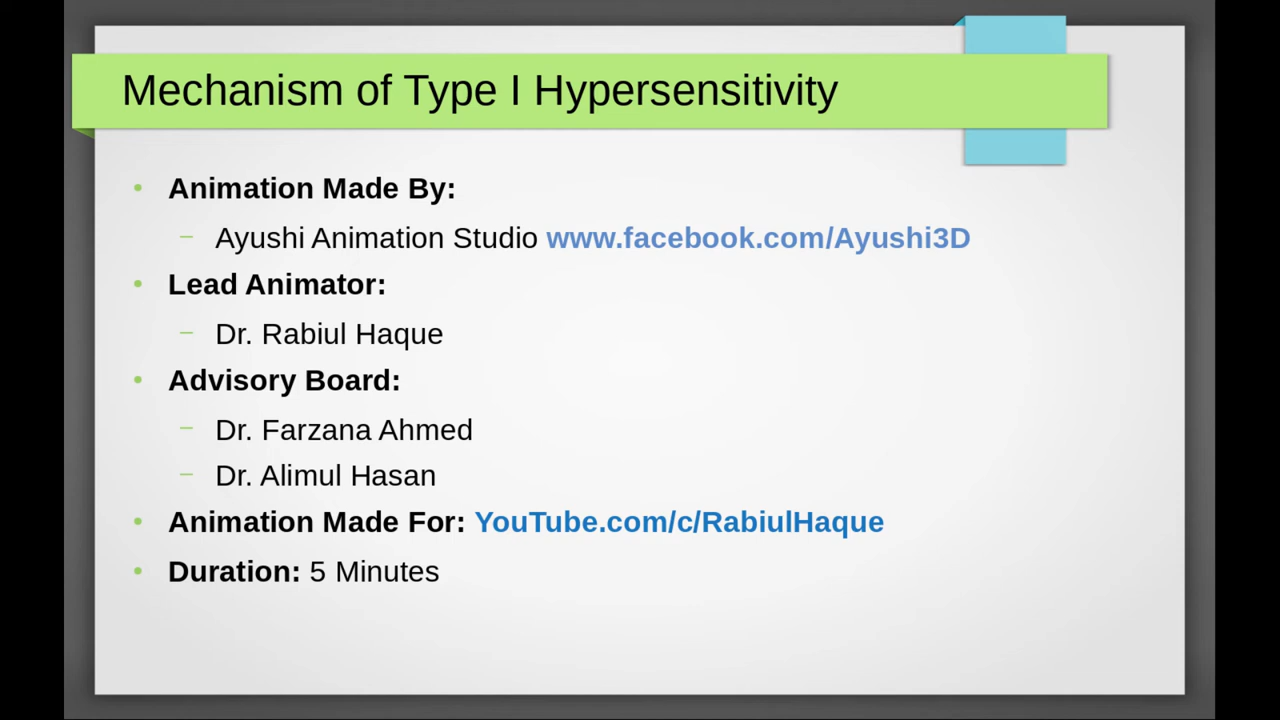 Mechanism of Type I Hypersensitivity
Animation Made By:
Ayushi Animation Studio www.facebook.com/Ayushi3D
Lead Animator:
Dr. Rabiul Haque
Advisory Board:
Dr. Farzana Ahmed
Dr. Alimul Hasan
Animation Made For: YouTube.com/c/RabiulHaque
Duration: 5 Minutes